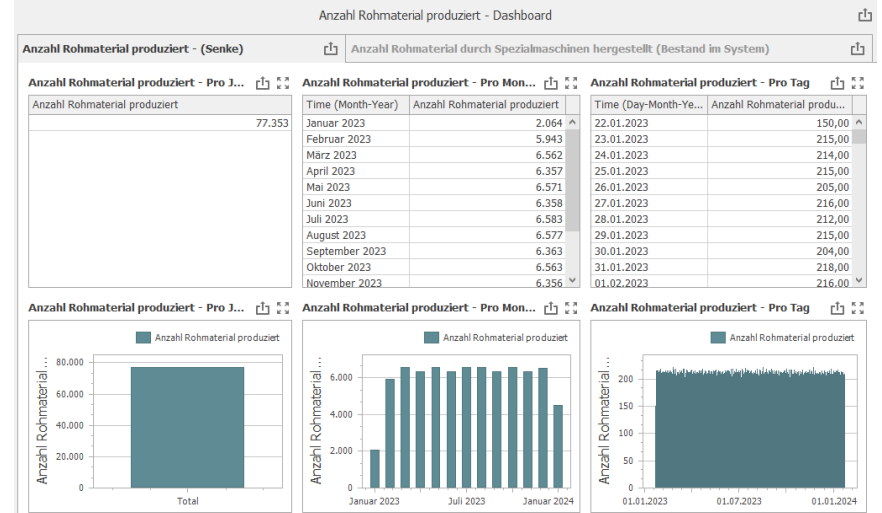 Anzahl Rohmaterial produziert - Dashboard
Anzahl Rohmaterial produziert - (Senke)
Anzahl Rohmaterial durch Spezialmaschinen hergestellt (Bestand im System)
Anzahl Rohmaterial produziert - Pro J...
Anzahl Rohmaterial produziert
77.353
Anzahl Rohmaterial produziert - Pro Mon...
Time (Month-Year) Anzahl Rohmaterial produziert
Januar 2023 2.064
Februar 2023 5.943
März 2023 6.562
April 2023 6.357
Mai 2023 6.571
Juni 2023 6.358
Juli 2023 6.583
August 2023 6.577
September 2023 6.363
Oktober 2023 6.563
November 2023 6.356
Anzahl Rohmaterial produziert - Pro Tag
Time (Day-Month-Ye... Anzahl Rohmaterial produ...
22.01.2023 150,00
23.01.2023 215,00
24.01.2023 214,00
25.01.2023 215,00
26.01.2023 205,00
27.01.2023 216,00
28.01.2023 212,00
29.01.2023 215,00
30.01.2023 204,00
31.01.2023 218,00
01.02.2023 216,00
Anzahl Rohmaterial produziert - Pro J...
Anzahl Rohmaterial produziert
Anzahl Rohmaterial ...
80.000
60.000
40.000
20.000
0
Total
Anzahl Rohmaterial produziert - Pro Mon...
Anzahl Rohmaterial produziert
Anzahl Rohmaterial ...
6.000
4.000
2.000
0
Januar 2023 Juli 2023 Januar 2024
Anzahl Rohmaterial produziert - Pro Tag
Anzahl Rohmaterial produziert
Anzahl Rohmaterial ...
200
150
100
50
0
01.01.2023 01.07.2023 01.01.2024